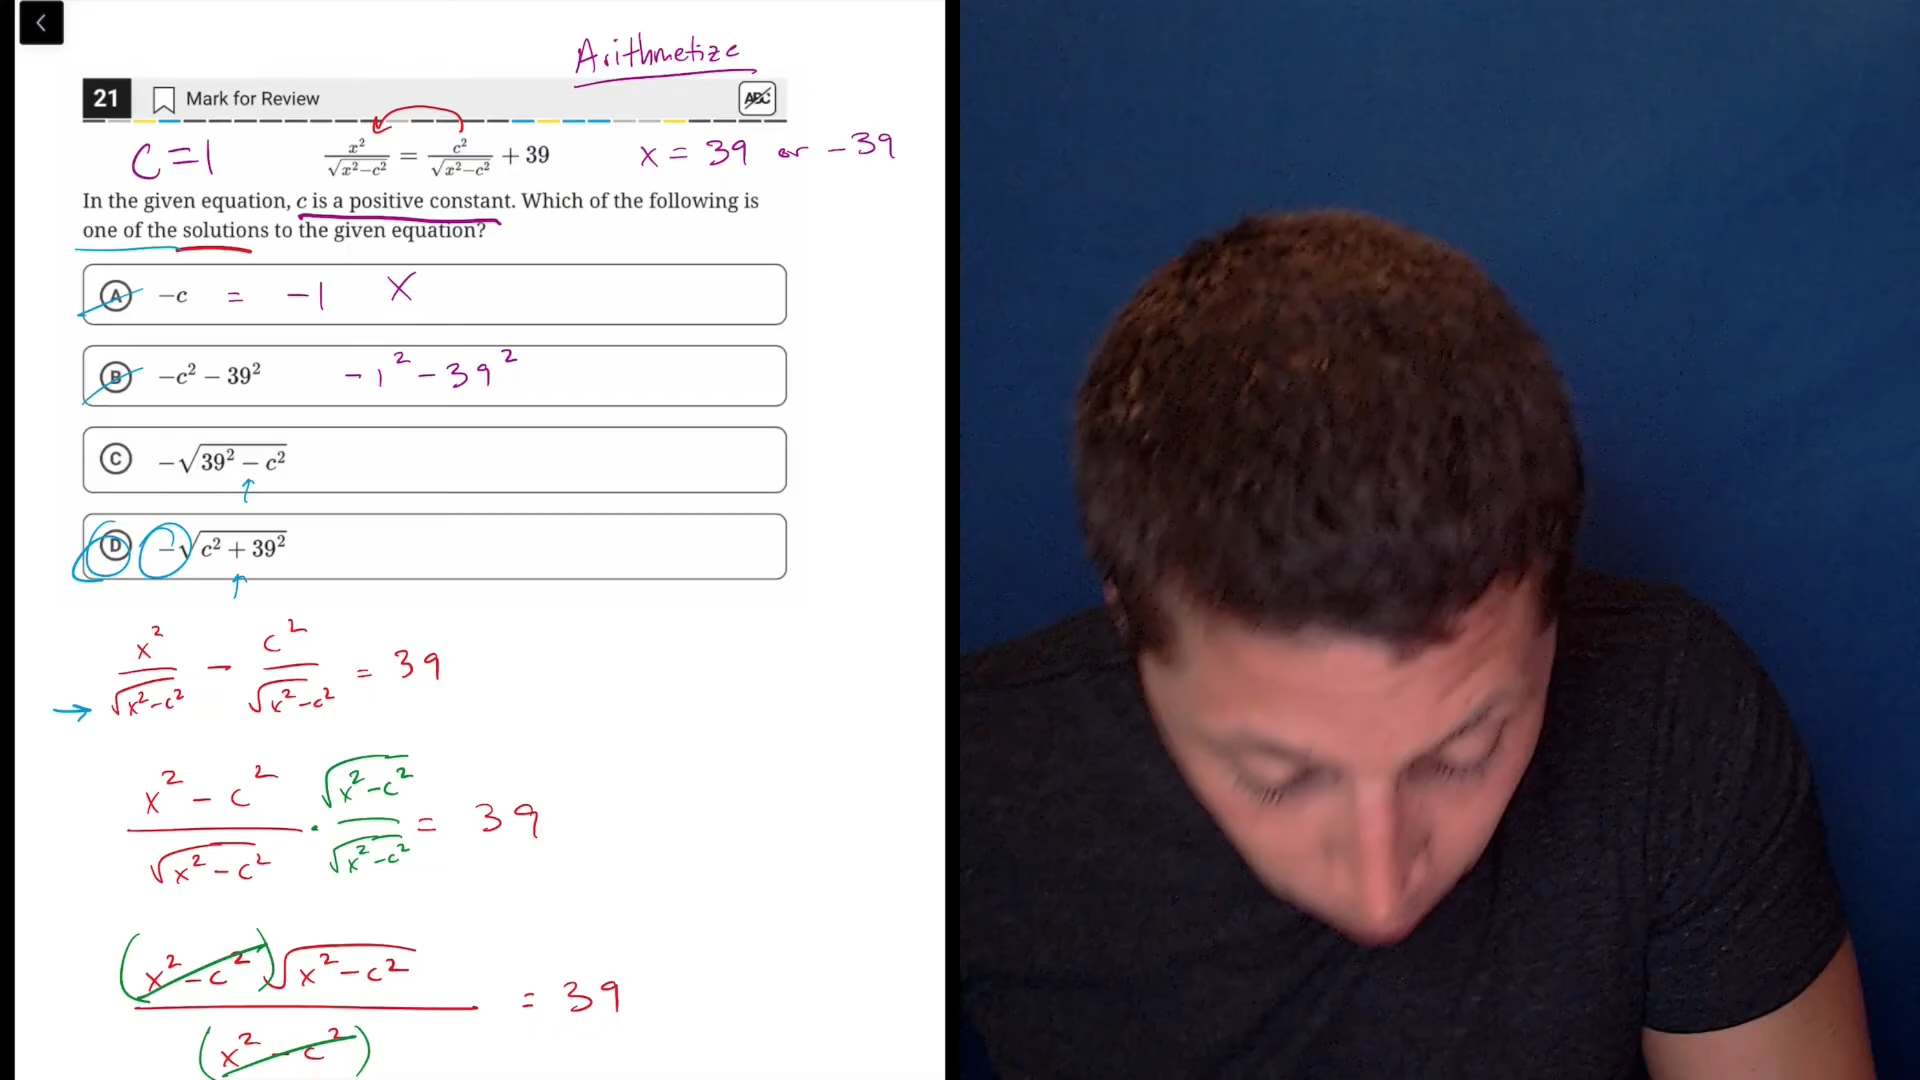 Arithmetize
21 Mark for Review ABC
C = 1 x²/√x²−c² = c²/√x²−c² + 39 x = 39 or −39
In the given equation, c is a positive constant. Which of the following is
one of the solutions to the given equation?
A −c = −1 X
B −c² − 39² −1² − 39²
C −√39² − c²
D −√c² + 39²
x²/√x²−c² − c²/√x²−c² = 39
x² − c²/√x² − c² · √x²−c²/√x²−c² = 39
(x² − c²)√x² − c²/(x² − c²) = 39